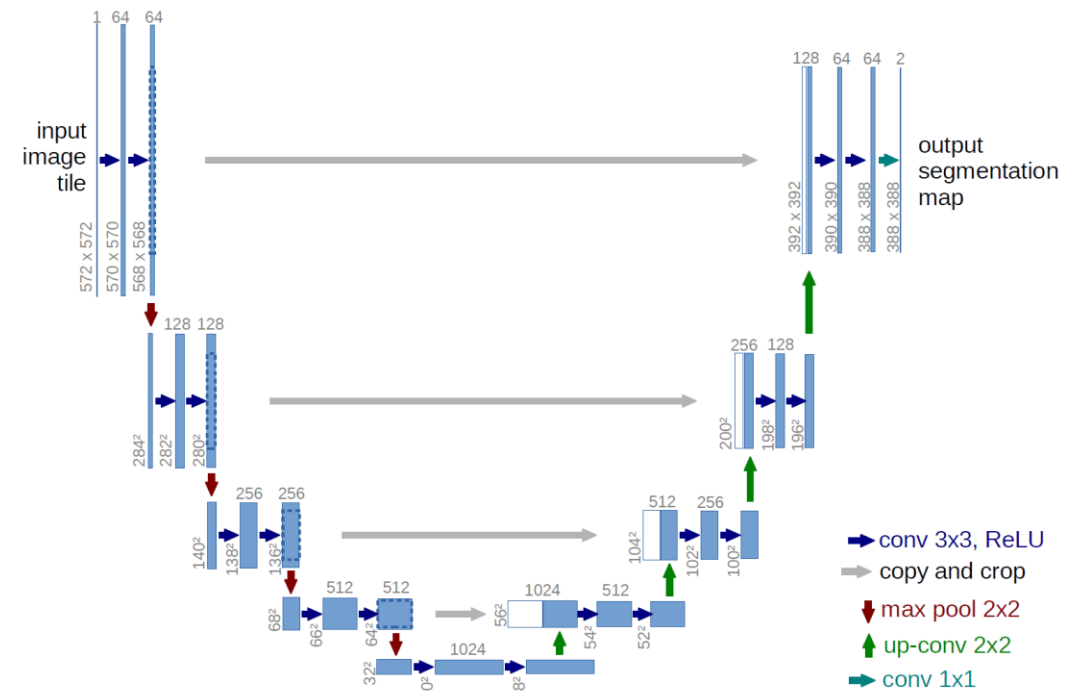 1 64 64
input
image
tile
572 x 572
570 x 570
568 x 568
128 64 64 2
output
segmentation
map
392 x 392
390 x 390
388 x 388
388 x 388
128 128
284²
282²
280²
256 128
200²
198²
196²
256 256
140²
138²
136²
512 256
104²
102²
100²
512 512
68²
66²
64²
1024 512
56²
54²
52²
1024
32²
0²
8²
conv 3x3, ReLU
copy and crop
max pool 2x2
up-conv 2x2
conv 1x1